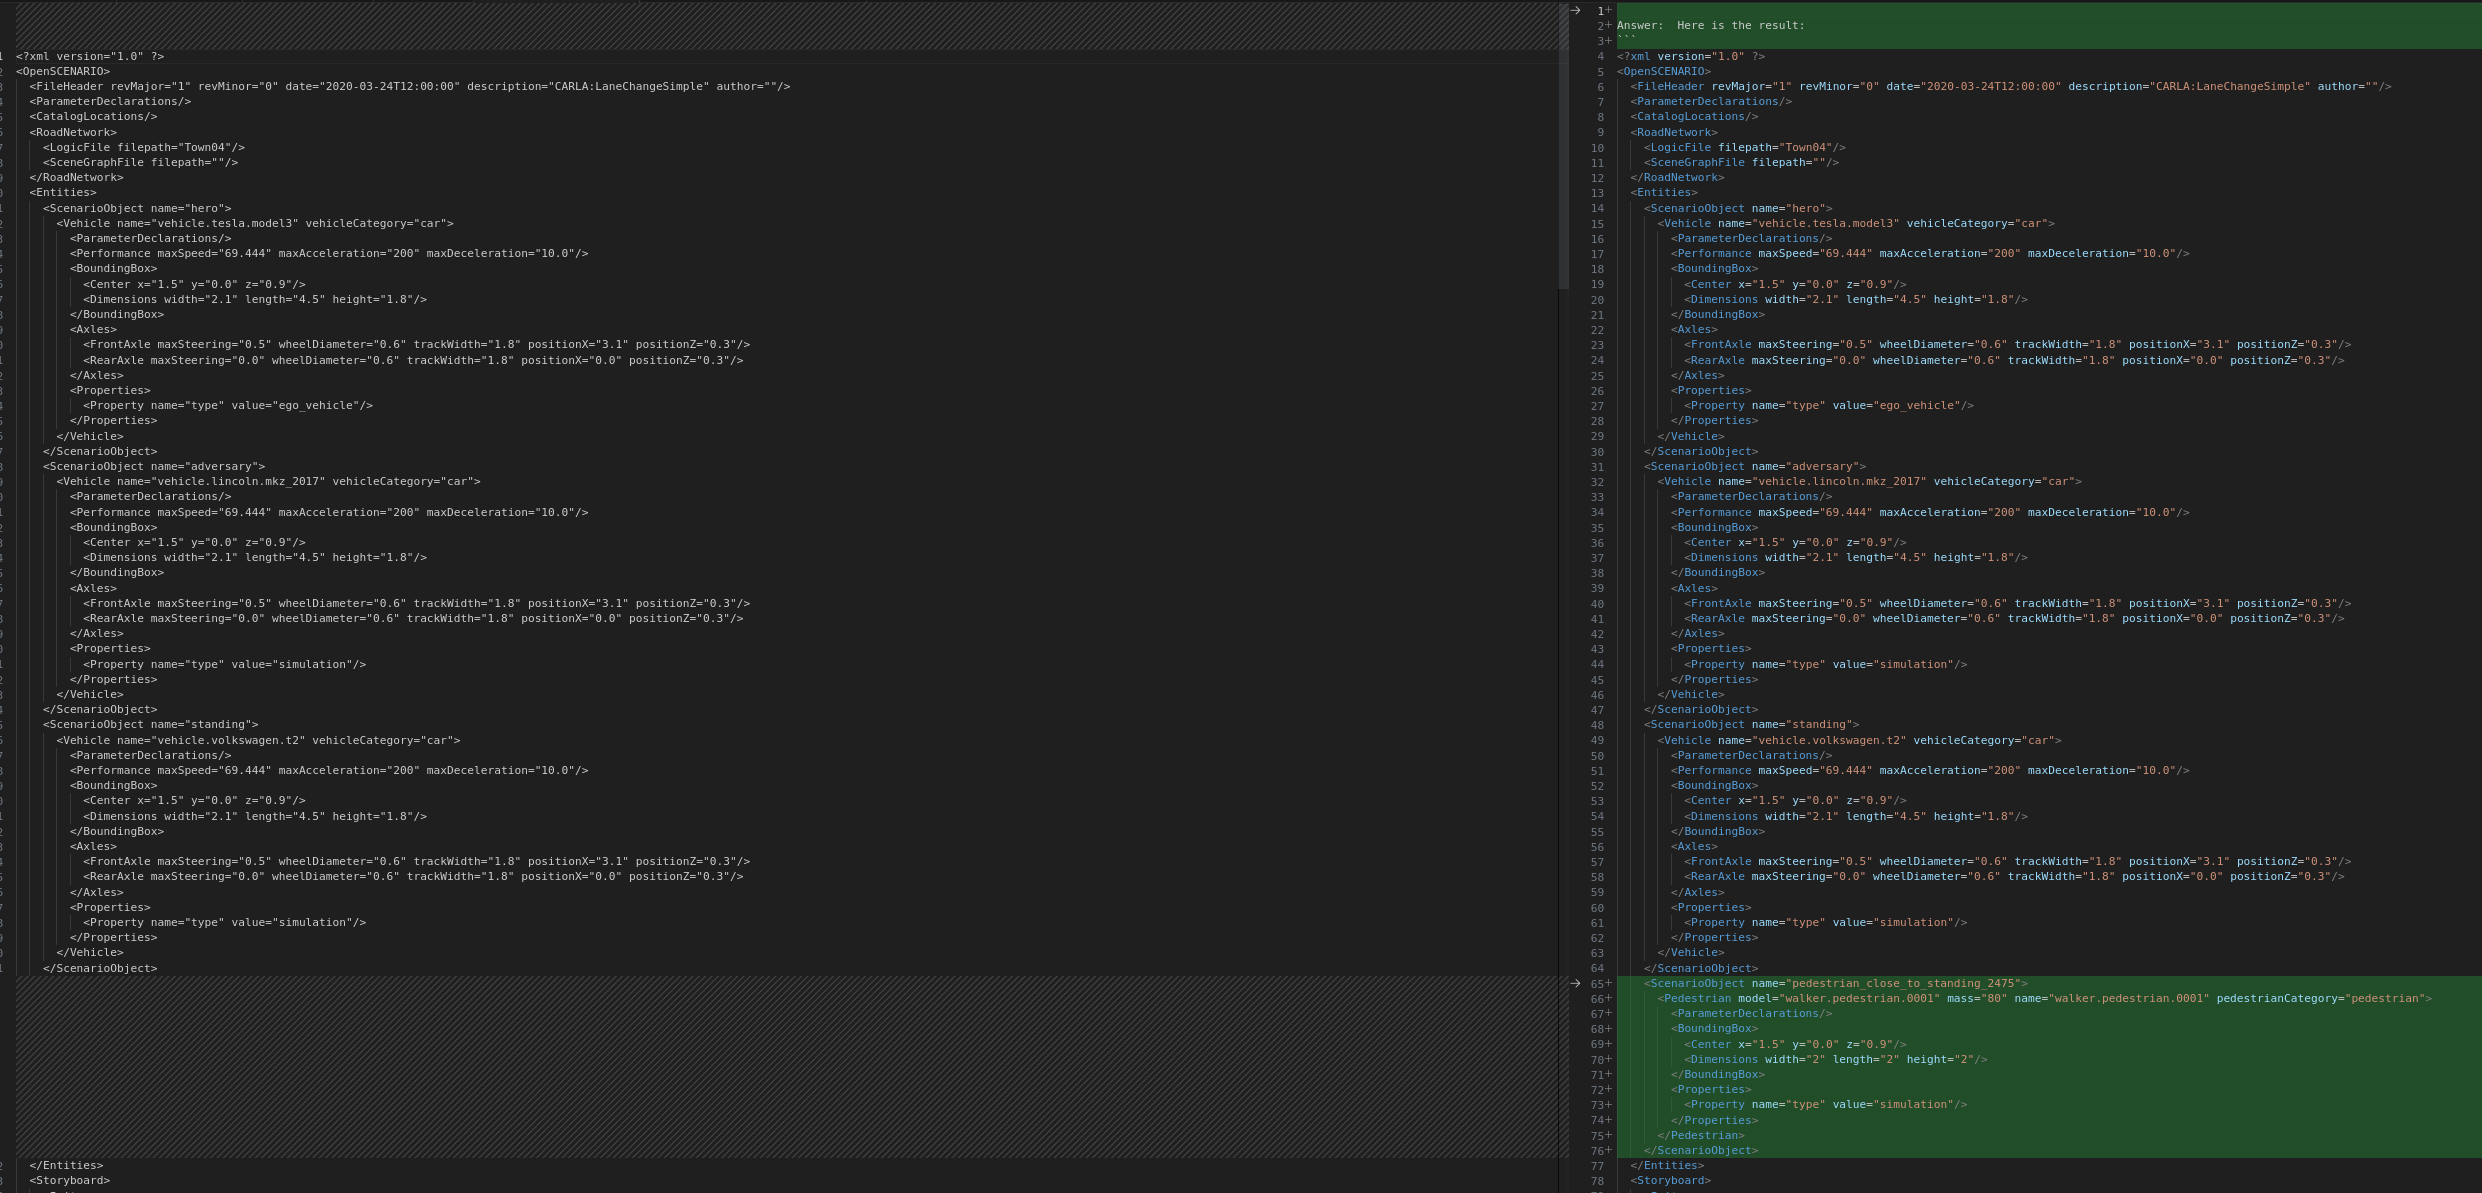 <?xml version="1.0" ?>
<OpenSCENARIO>
  <FileHeader revMajor="1" revMinor="0" date="2020-03-24T12:00:00" description="CARLA:LaneChangeSimple" author=""/>
  <ParameterDeclarations/>
  <CatalogLocations/>
  <RoadNetwork>
    <LogicFile filepath="Town04"/>
    <SceneGraphFile filepath=""/>
  </RoadNetwork>
  <Entities>
    <ScenarioObject name="hero">
      <Vehicle name="vehicle.tesla.model3" vehicleCategory="car">
        <ParameterDeclarations/>
        <Performance maxSpeed="69.444" maxAcceleration="200" maxDeceleration="10.0"/>
        <BoundingBox>
          <Center x="1.5" y="0.0" z="0.9"/>
          <Dimensions width="2.1" length="4.5" height="1.8"/>
        </BoundingBox>
        <Axles>
          <FrontAxle maxSteering="0.5" wheelDiameter="0.6" trackWidth="1.8" positionX="3.1" positionZ="0.3"/>
          <RearAxle maxSteering="0.0" wheelDiameter="0.6" trackWidth="1.8" positionX="0.0" positionZ="0.3"/>
        </Axles>
        <Properties>
          <Property name="type" value="ego_vehicle"/>
        </Properties>
      </Vehicle>
    </ScenarioObject>
    <ScenarioObject name="adversary">
      <Vehicle name="vehicle.lincoln.mkz_2017" vehicleCategory="car">
        <ParameterDeclarations/>
        <Performance maxSpeed="69.444" maxAcceleration="200" maxDeceleration="10.0"/>
        <BoundingBox>
          <Center x="1.5" y="0.0" z="0.9"/>
          <Dimensions width="2.1" length="4.5" height="1.8"/>
        </BoundingBox>
        <Axles>
          <FrontAxle maxSteering="0.5" wheelDiameter="0.6" trackWidth="1.8" positionX="3.1" positionZ="0.3"/>
          <RearAxle maxSteering="0.0" wheelDiameter="0.6" trackWidth="1.8" positionX="0.0" positionZ="0.3"/>
        </Axles>
        <Properties>
          <Property name="type" value="simulation"/>
        </Properties>
      </Vehicle>
    </ScenarioObject>
    <ScenarioObject name="standing">
      <Vehicle name="vehicle.volkswagen.t2" vehicleCategory="car">
        <ParameterDeclarations/>
        <Performance maxSpeed="69.444" maxAcceleration="200" maxDeceleration="10.0"/>
        <BoundingBox>
          <Center x="1.5" y="0.0" z="0.9"/>
          <Dimensions width="2.1" length="4.5" height="1.8"/>
        </BoundingBox>
        <Axles>
          <FrontAxle maxSteering="0.5" wheelDiameter="0.6" trackWidth="1.8" positionX="3.1" positionZ="0.3"/>
          <RearAxle maxSteering="0.0" wheelDiameter="0.6" trackWidth="1.8" positionX="0.0" positionZ="0.3"/>
        </Axles>
        <Properties>
          <Property name="type" value="simulation"/>
        </Properties>
      </Vehicle>
    </ScenarioObject>
  </Entities>
  <Storyboard>
→ 1+
2+ Answer:  Here is the result:
3+ ```
4 <?xml version="1.0" ?>
5 <OpenSCENARIO>
6   <FileHeader revMajor="1" revMinor="0" date="2020-03-24T12:00:00" description="CARLA:LaneChangeSimple" author=""/>
7   <ParameterDeclarations/>
8   <CatalogLocations/>
9   <RoadNetwork>
10     <LogicFile filepath="Town04"/>
11     <SceneGraphFile filepath=""/>
12   </RoadNetwork>
13   <Entities>
14     <ScenarioObject name="hero">
15       <Vehicle name="vehicle.tesla.model3" vehicleCategory="car">
16         <ParameterDeclarations/>
17         <Performance maxSpeed="69.444" maxAcceleration="200" maxDeceleration="10.0"/>
18         <BoundingBox>
19           <Center x="1.5" y="0.0" z="0.9"/>
20           <Dimensions width="2.1" length="4.5" height="1.8"/>
21         </BoundingBox>
22         <Axles>
23           <FrontAxle maxSteering="0.5" wheelDiameter="0.6" trackWidth="1.8" positionX="3.1" positionZ="0.3"/>
24           <RearAxle maxSteering="0.0" wheelDiameter="0.6" trackWidth="1.8" positionX="0.0" positionZ="0.3"/>
25         </Axles>
26         <Properties>
27           <Property name="type" value="ego_vehicle"/>
28         </Properties>
29       </Vehicle>
30     </ScenarioObject>
31     <ScenarioObject name="adversary">
32       <Vehicle name="vehicle.lincoln.mkz_2017" vehicleCategory="car">
33         <ParameterDeclarations/>
34         <Performance maxSpeed="69.444" maxAcceleration="200" maxDeceleration="10.0"/>
35         <BoundingBox>
36           <Center x="1.5" y="0.0" z="0.9"/>
37           <Dimensions width="2.1" length="4.5" height="1.8"/>
38         </BoundingBox>
39         <Axles>
40           <FrontAxle maxSteering="0.5" wheelDiameter="0.6" trackWidth="1.8" positionX="3.1" positionZ="0.3"/>
41           <RearAxle maxSteering="0.0" wheelDiameter="0.6" trackWidth="1.8" positionX="0.0" positionZ="0.3"/>
42         </Axles>
43         <Properties>
44           <Property name="type" value="simulation"/>
45         </Properties>
46       </Vehicle>
47     </ScenarioObject>
48     <ScenarioObject name="standing">
49       <Vehicle name="vehicle.volkswagen.t2" vehicleCategory="car">
50         <ParameterDeclarations/>
51         <Performance maxSpeed="69.444" maxAcceleration="200" maxDeceleration="10.0"/>
52         <BoundingBox>
53           <Center x="1.5" y="0.0" z="0.9"/>
54           <Dimensions width="2.1" length="4.5" height="1.8"/>
55         </BoundingBox>
56         <Axles>
57           <FrontAxle maxSteering="0.5" wheelDiameter="0.6" trackWidth="1.8" positionX="3.1" positionZ="0.3"/>
58           <RearAxle maxSteering="0.0" wheelDiameter="0.6" trackWidth="1.8" positionX="0.0" positionZ="0.3"/>
59         </Axles>
60         <Properties>
61           <Property name="type" value="simulation"/>
62         </Properties>
63       </Vehicle>
64     </ScenarioObject>
→ 65+     <ScenarioObject name="pedestrian_close_to_standing_2475">
66+       <Pedestrian model="walker.pedestrian.0001" mass="80" name="walker.pedestrian.0001" pedestrianCategory="pedestrian">
67+         <ParameterDeclarations/>
68+         <BoundingBox>
69+           <Center x="1.5" y="0.0" z="0.9"/>
70+           <Dimensions width="2" length="2" height="2"/>
71+         </BoundingBox>
72+         <Properties>
73+           <Property name="type" value="simulation"/>
74+         </Properties>
75+       </Pedestrian>
76+     </ScenarioObject>
77   </Entities>
78   <Storyboard>